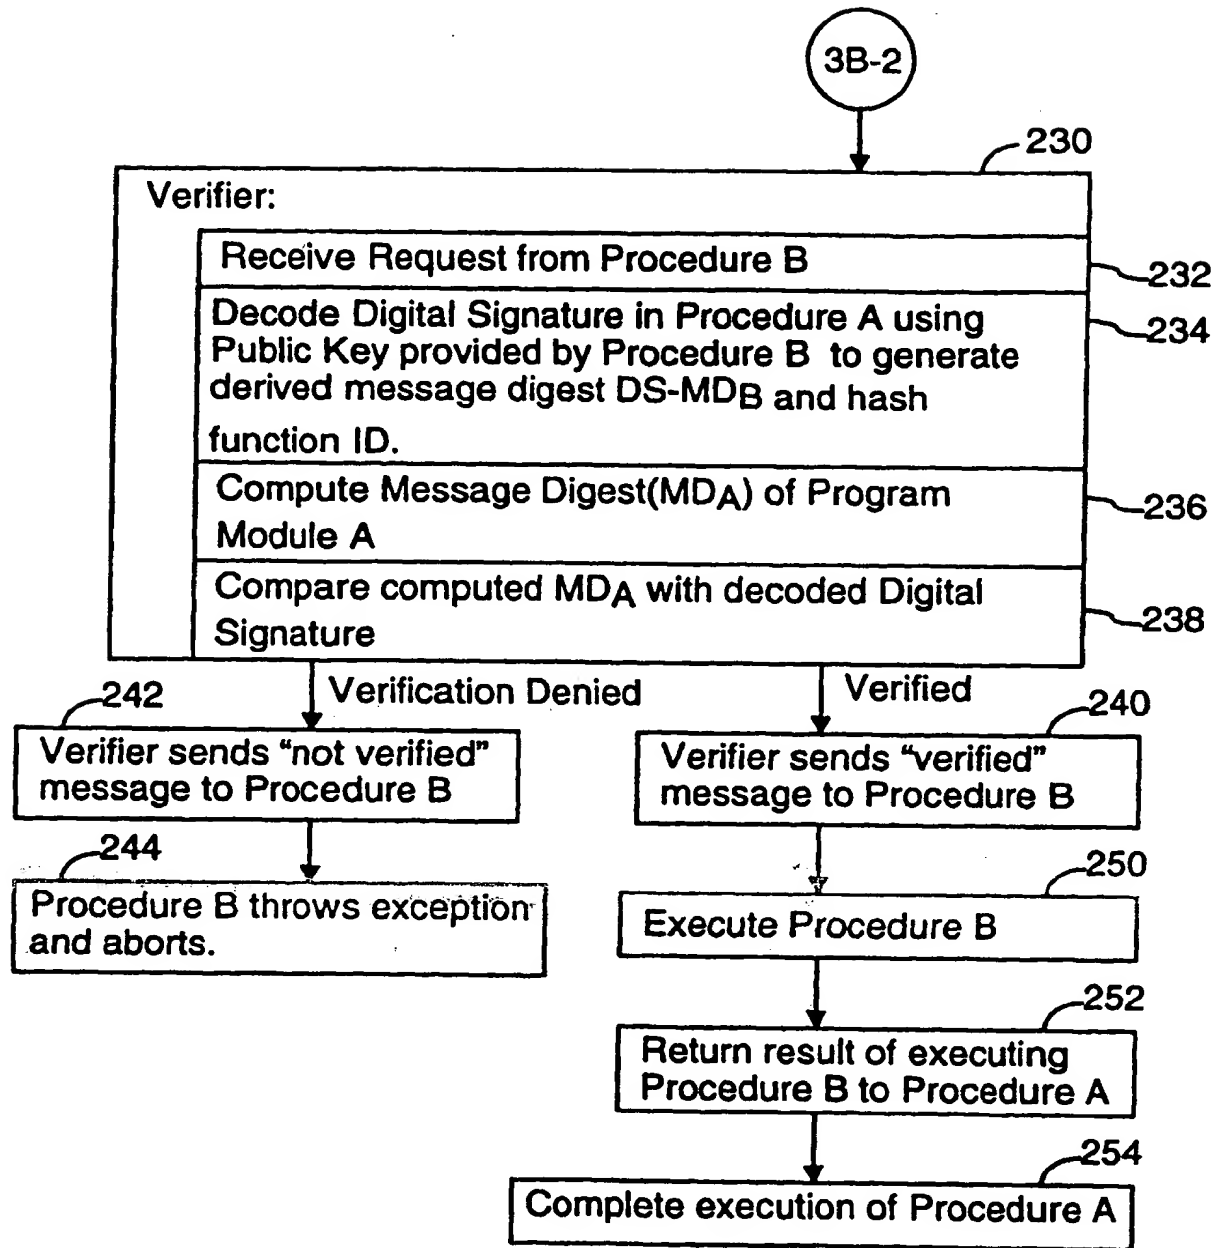 3B-2
230
Verifier:
Receive Request from Procedure B
232
Decode Digital Signature in Procedure A using
234
Public Key provided by Procedure B to generate
derived message digest DS-MDB and hash
function ID.
Compute Message Digest(MDA) of Program
236
Module A
Compare computed MDA with decoded Digital
238
Signature
Verification Denied
Verified
242
240
Verifier sends “not verified”
message to Procedure B
Verifier sends “verified”
message to Procedure B
244
250
Procedure B throws exception
and aborts.
Execute Procedure B
252
Return result of executing
Procedure B to Procedure A
254
Complete execution of Procedure A